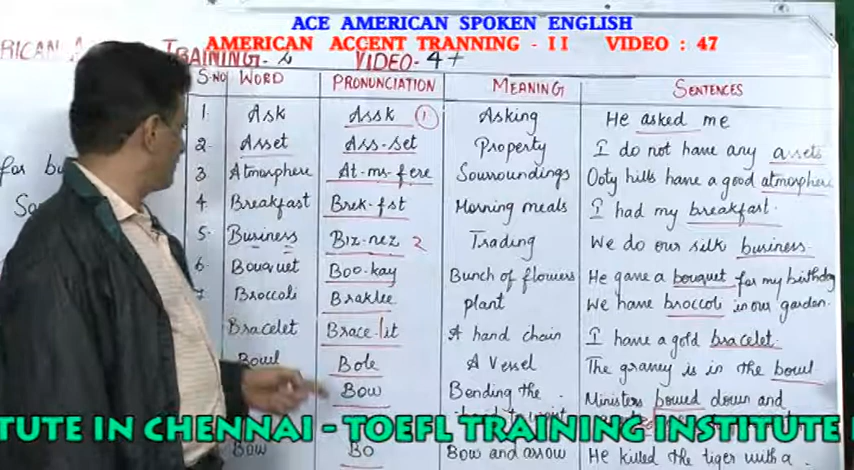 ACE AMERICAN SPOKEN ENGLISH
AMERICAN ACCENT TRANNING - II VIDEO : 47
TRAINING-2 VIDEO-4+
S.NO WORD PRONUNCIATION MEANING SENTENCES
1. Ask Assk 1 Asking He asked me
2. Asset Ass-set Property I do not have any assets
3 Atmosphere At-ms-fere Sourroundings Ooty hills have a good atmosphere
4 Breakfast Brek-fst Morning meals I had my breakfast.
5. Business Biz-nez 2 Trading We do our silk business.
6 Bouquet Boo-kay Bunch of flowers He gave a bouquet for my birthday
7 Broccoli Braklee plant We have broccoli in our garden.
Bracelet Brace-lit A hand chain I have a gold bracelet.
Bowl Bole A Vessel The granvy is in the bowl
Bow Bending the Ministers bowed down and
TUTE IN CHENNAI - TOEFL TRAINING INSTITUTE
Bow Bo Bow and arrow He killed the tiger with a